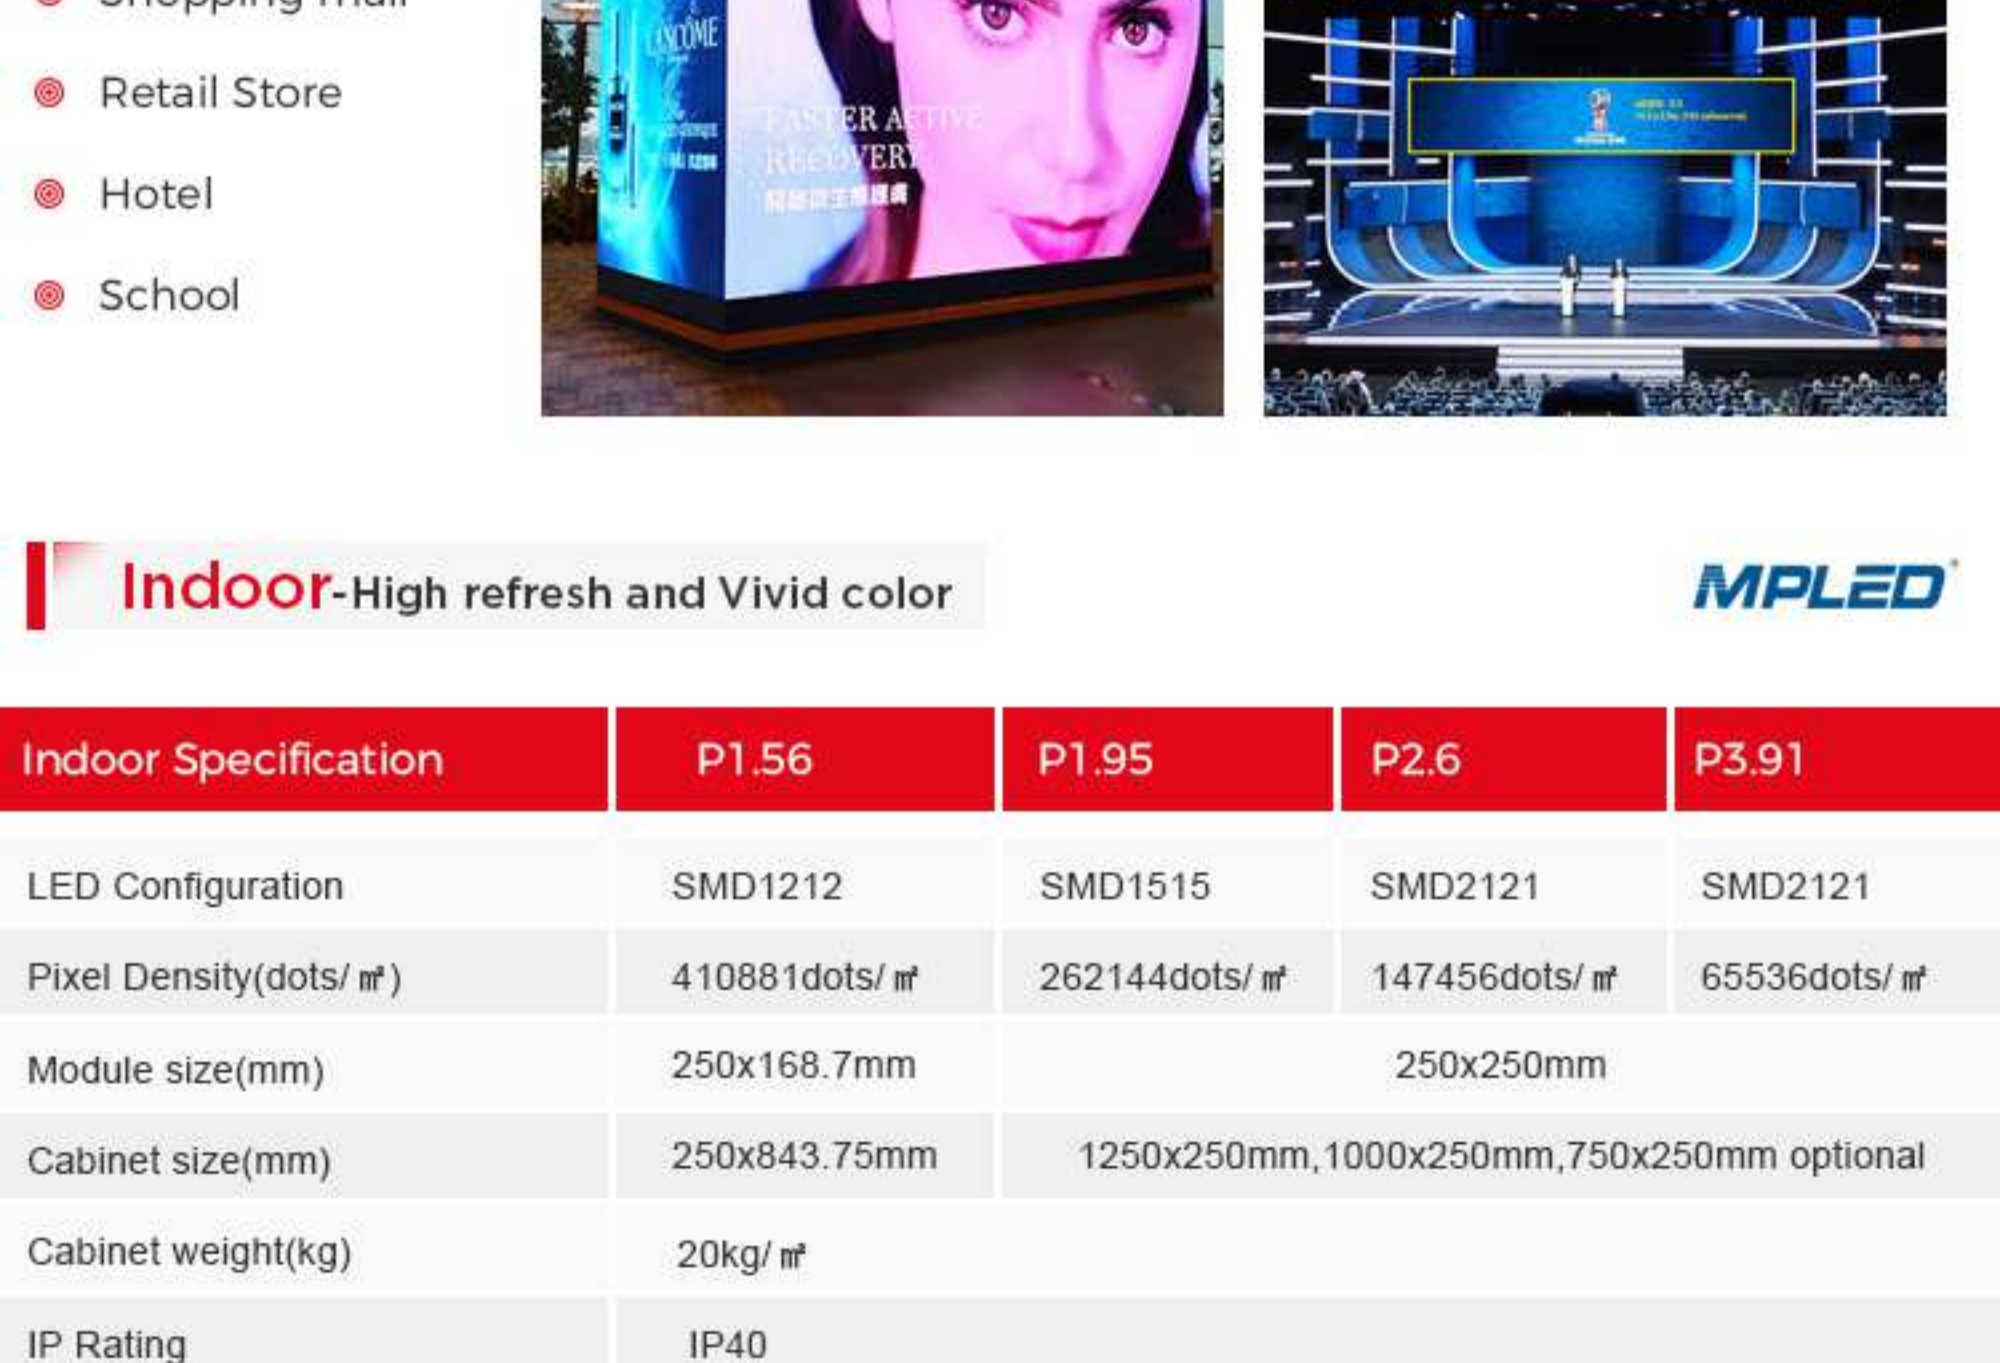 Shopping mall
Retail Store
Hotel
School
LANCÔME
FASTER ACTIVE
RECOVERY
Indoor-High refresh and Vivid color
MPLED
Indoor Specification P1.56 P1.95 P2.6 P3.91
LED Configuration SMD1212 SMD1515 SMD2121 SMD2121
Pixel Density(dots/㎡) 410881dots/㎡ 262144dots/㎡ 147456dots/㎡ 65536dots/㎡
Module size(mm) 250x168.7mm 250x250mm
Cabinet size(mm) 250x843.75mm 1250x250mm,1000x250mm,750x250mm optional
Cabinet weight(kg) 20kg/㎡
IP Rating IP40